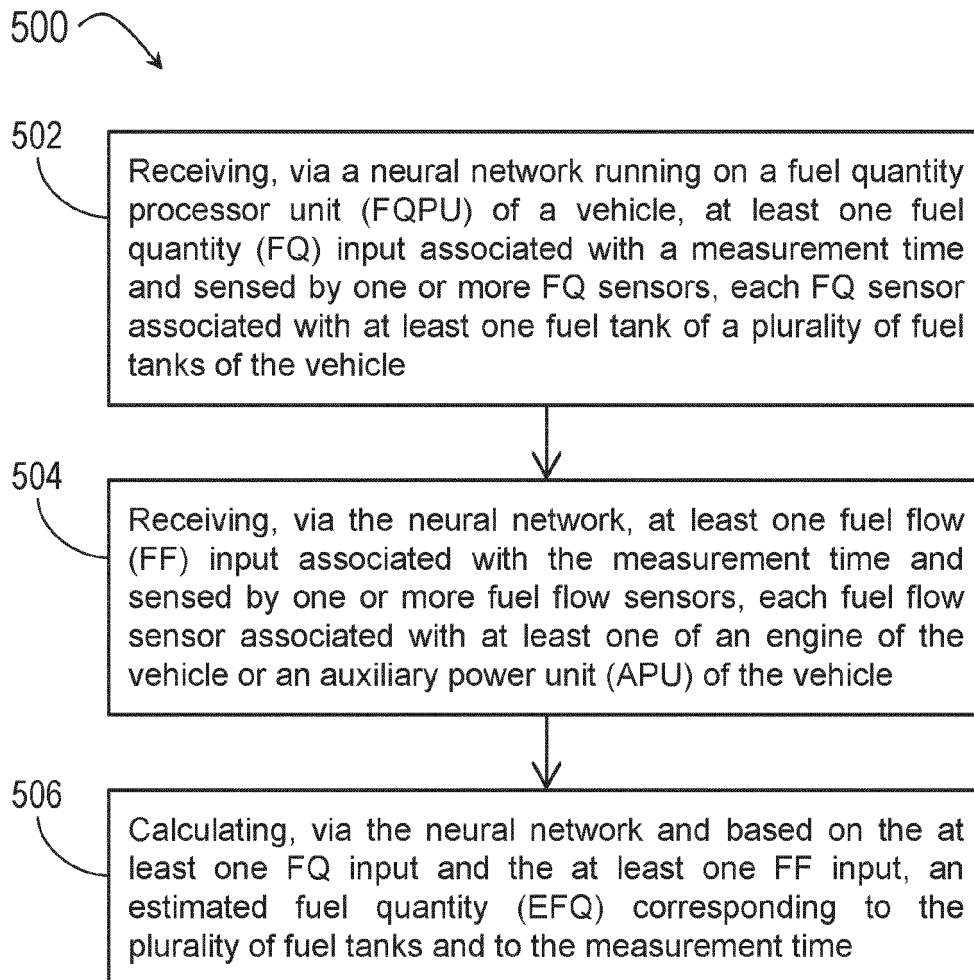 500
502
Receiving, via a neural network running on a fuel quantity
processor unit (FQPU) of a vehicle, at least one fuel
quantity (FQ) input associated with a measurement time
and sensed by one or more FQ sensors, each FQ sensor
associated with at least one fuel tank of a plurality of fuel
tanks of the vehicle
504
Receiving, via the neural network, at least one fuel flow
(FF) input associated with the measurement time and
sensed by one or more fuel flow sensors, each fuel flow
sensor associated with at least one of an engine of the
vehicle or an auxiliary power unit (APU) of the vehicle
506
Calculating, via the neural network and based on the at
least one FQ input and the at least one FF input, an
estimated fuel quantity (EFQ) corresponding to the
plurality of fuel tanks and to the measurement time